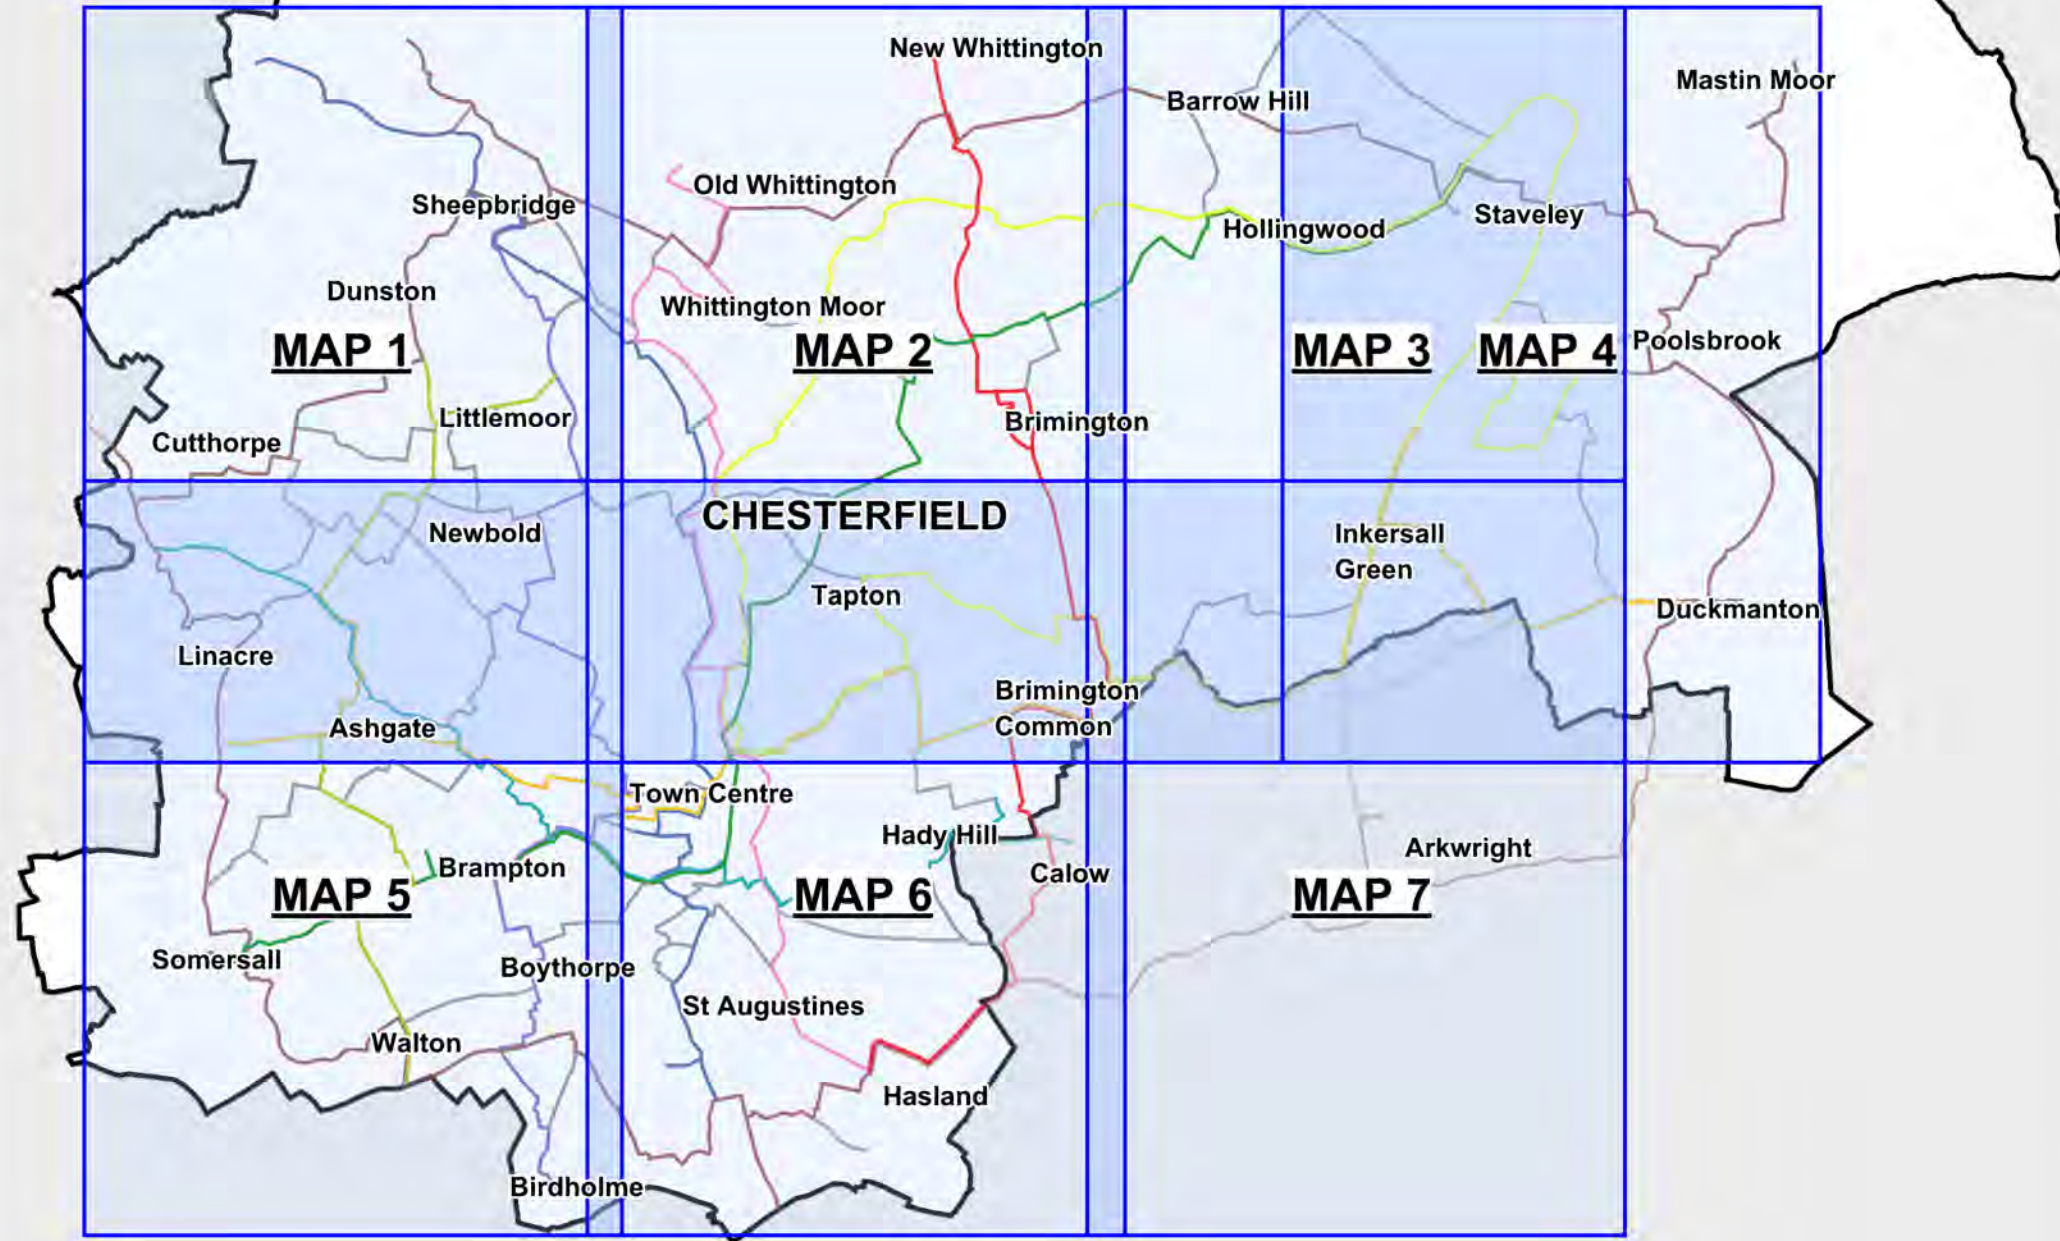 New Whittington
Mastin Moor
Barrow Hill
Old Whittington
Sheepbridge
Staveley
Hollingwood
Dunston
Whittington Moor
MAP 1
MAP 2
MAP 3
MAP 4
Poolsbrook
Littlemoor
Brimington
Cutthorpe
CHESTERFIELD
Newbold
Inkersall
Green
Tapton
Duckmanton
Linacre
Brimington
Common
Ashgate
Town Centre
Hady Hill
Arkwright
Brampton
Calow
MAP 5
MAP 6
MAP 7
Somersall
Boythorpe
St Augustines
Walton
Hasland
Birdholme